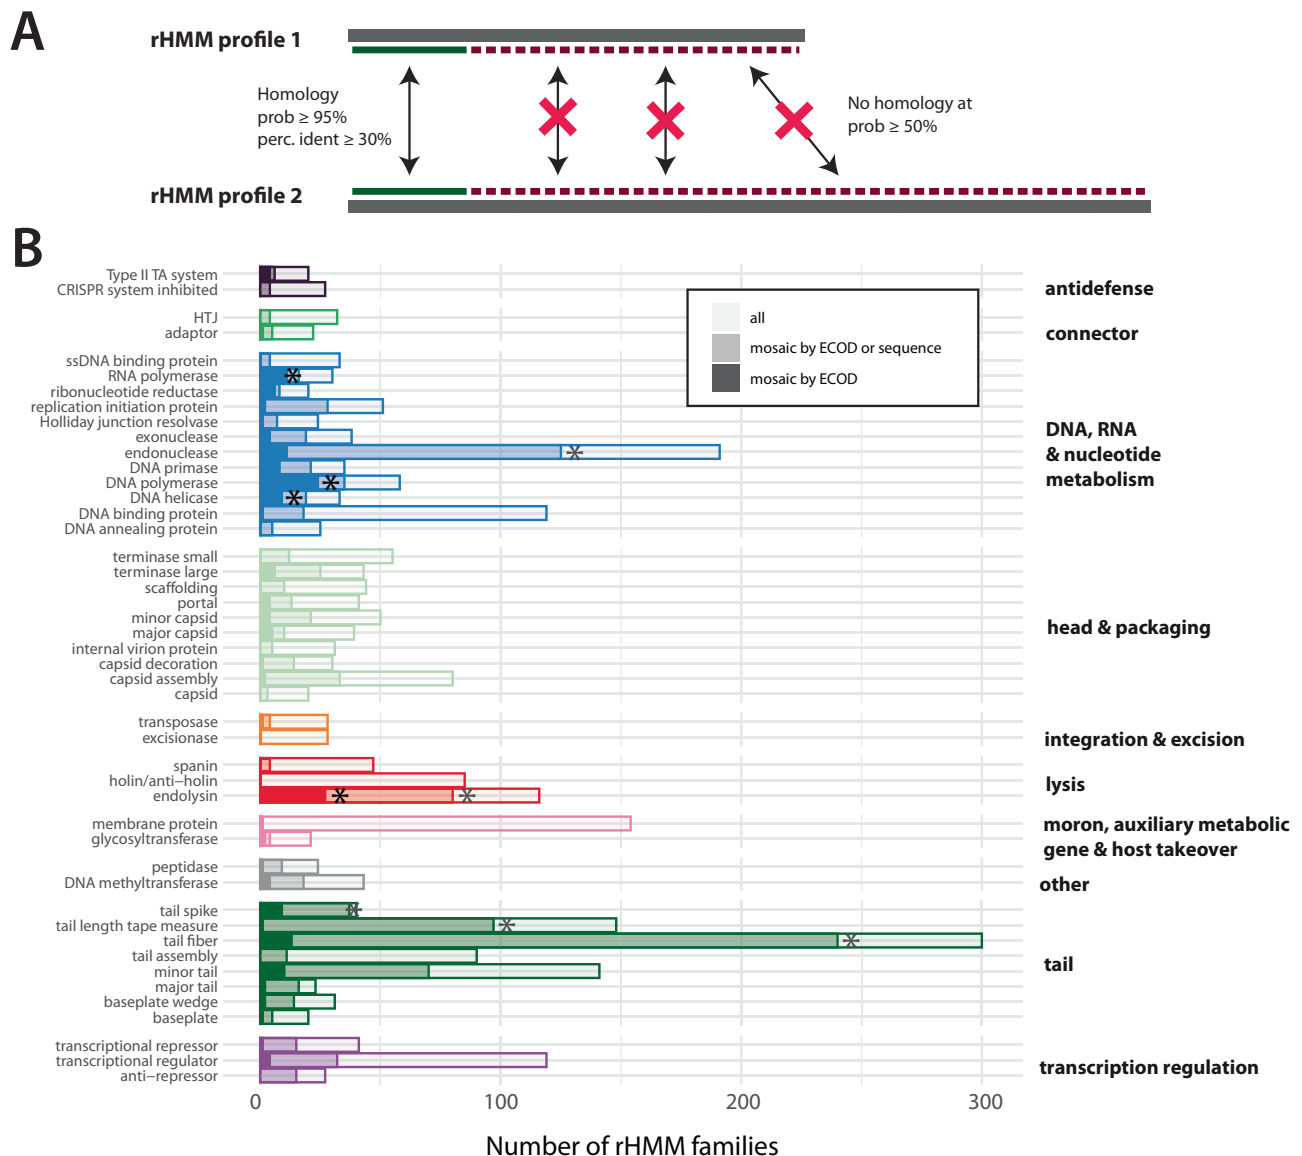 A
rHMM profile 1
Homology
prob ≥ 95%
perc. ident ≥ 30%
No homology at
prob ≥ 50%
rHMM profile 2
B
all
mosaic by ECOD or sequence
mosaic by ECOD
Type II TA system
CRISPR system inhibited
antidefense
HTJ
adaptor
connector
ssDNA binding protein
RNA polymerase
ribonucleotide reductase
replication initiation protein
Holliday junction resolvase
exonuclease
endonuclease
DNA primase
DNA polymerase
DNA helicase
DNA binding protein
DNA annealing protein
DNA, RNA
& nucleotide
metabolism
terminase small
terminase large
scaffolding
portal
minor capsid
major capsid
internal virion protein
capsid decoration
capsid assembly
capsid
head & packaging
transposase
excisionase
integration & excision
spanin
holin/anti−holin
endolysin
lysis
membrane protein
glycosyltransferase
moron, auxiliary metabolic
gene & host takeover
peptidase
DNA methyltransferase
other
tail spike
tail length tape measure
tail fiber
tail assembly
minor tail
major tail
baseplate wedge
baseplate
tail
transcriptional repressor
transcriptional regulator
anti−repressor
transcription regulation
0 100 200 300
Number of rHMM families